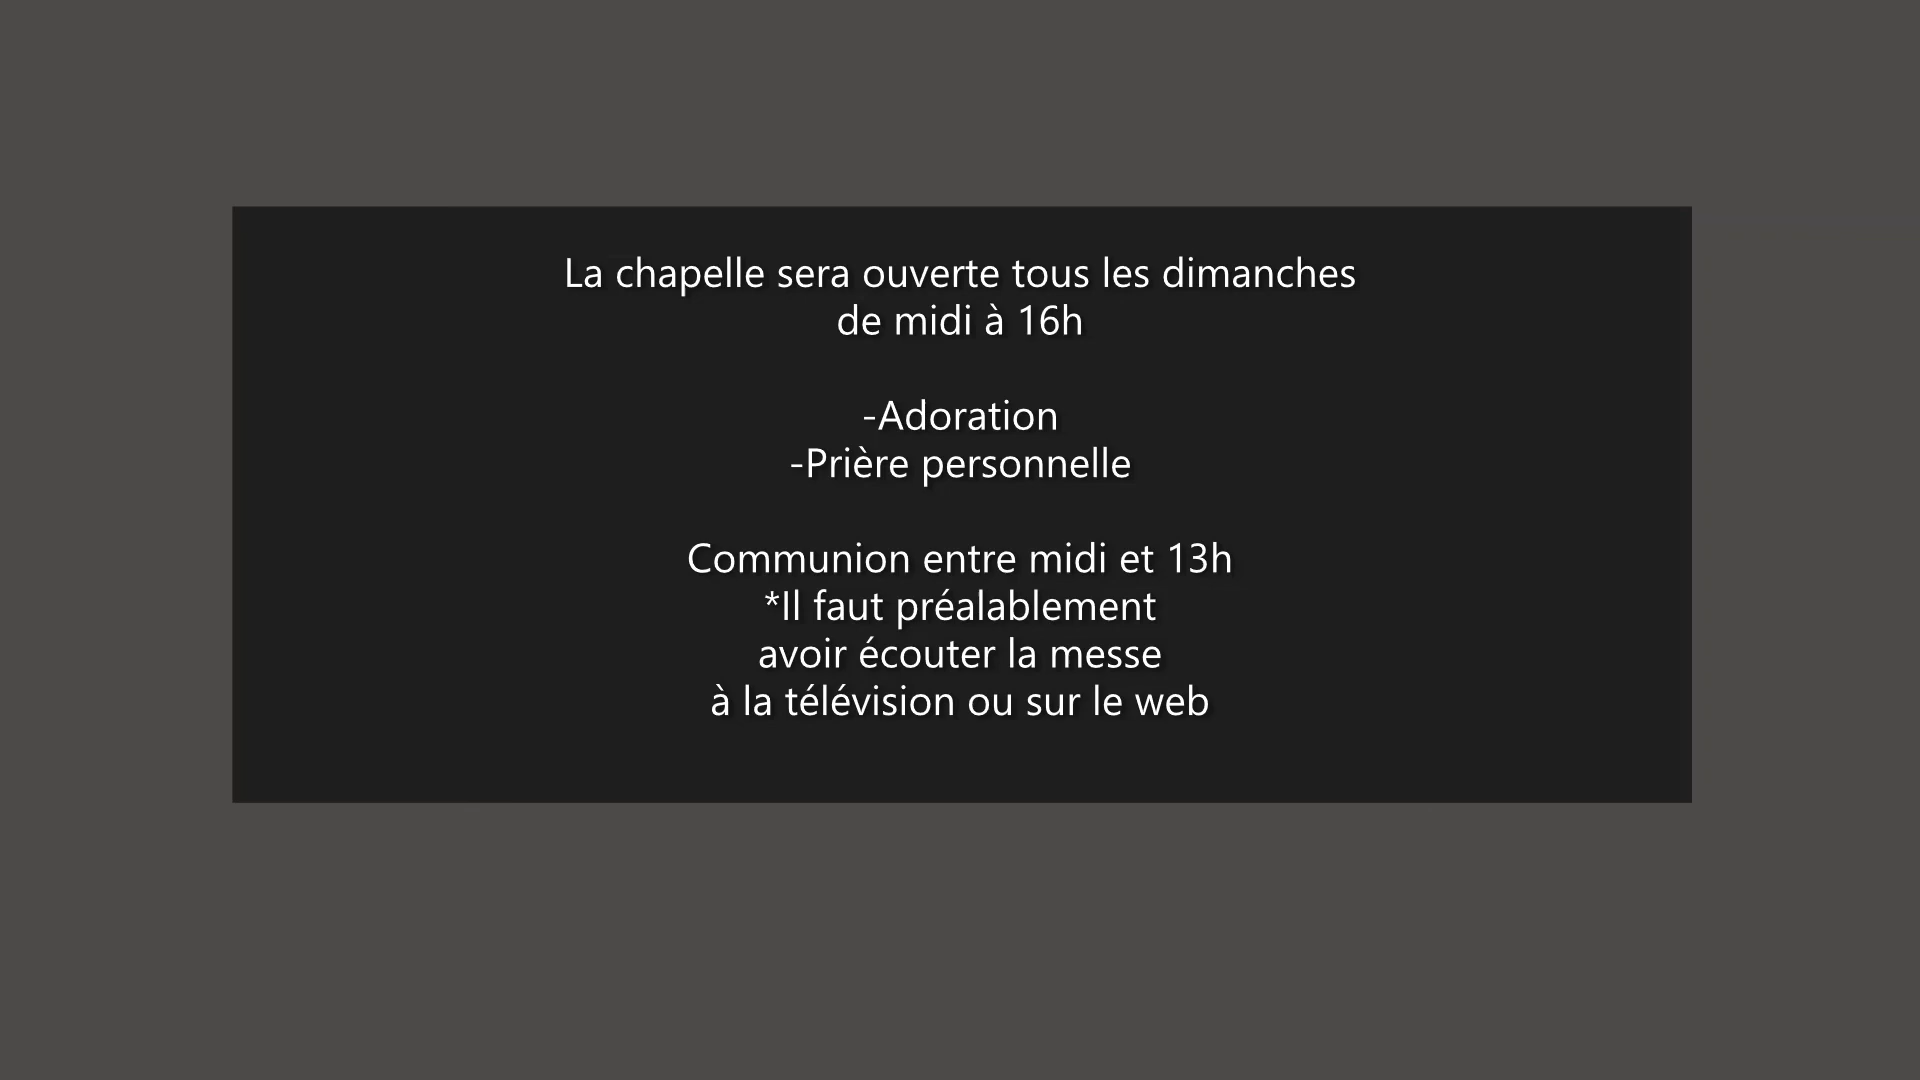 La chapelle sera ouverte tous les dimanches
de midi à 16h
-Adoration
-Prière personnelle
Communion entre midi et 13h
*Il faut préalablement
avoir écouter la messe
à la télévision ou sur le web